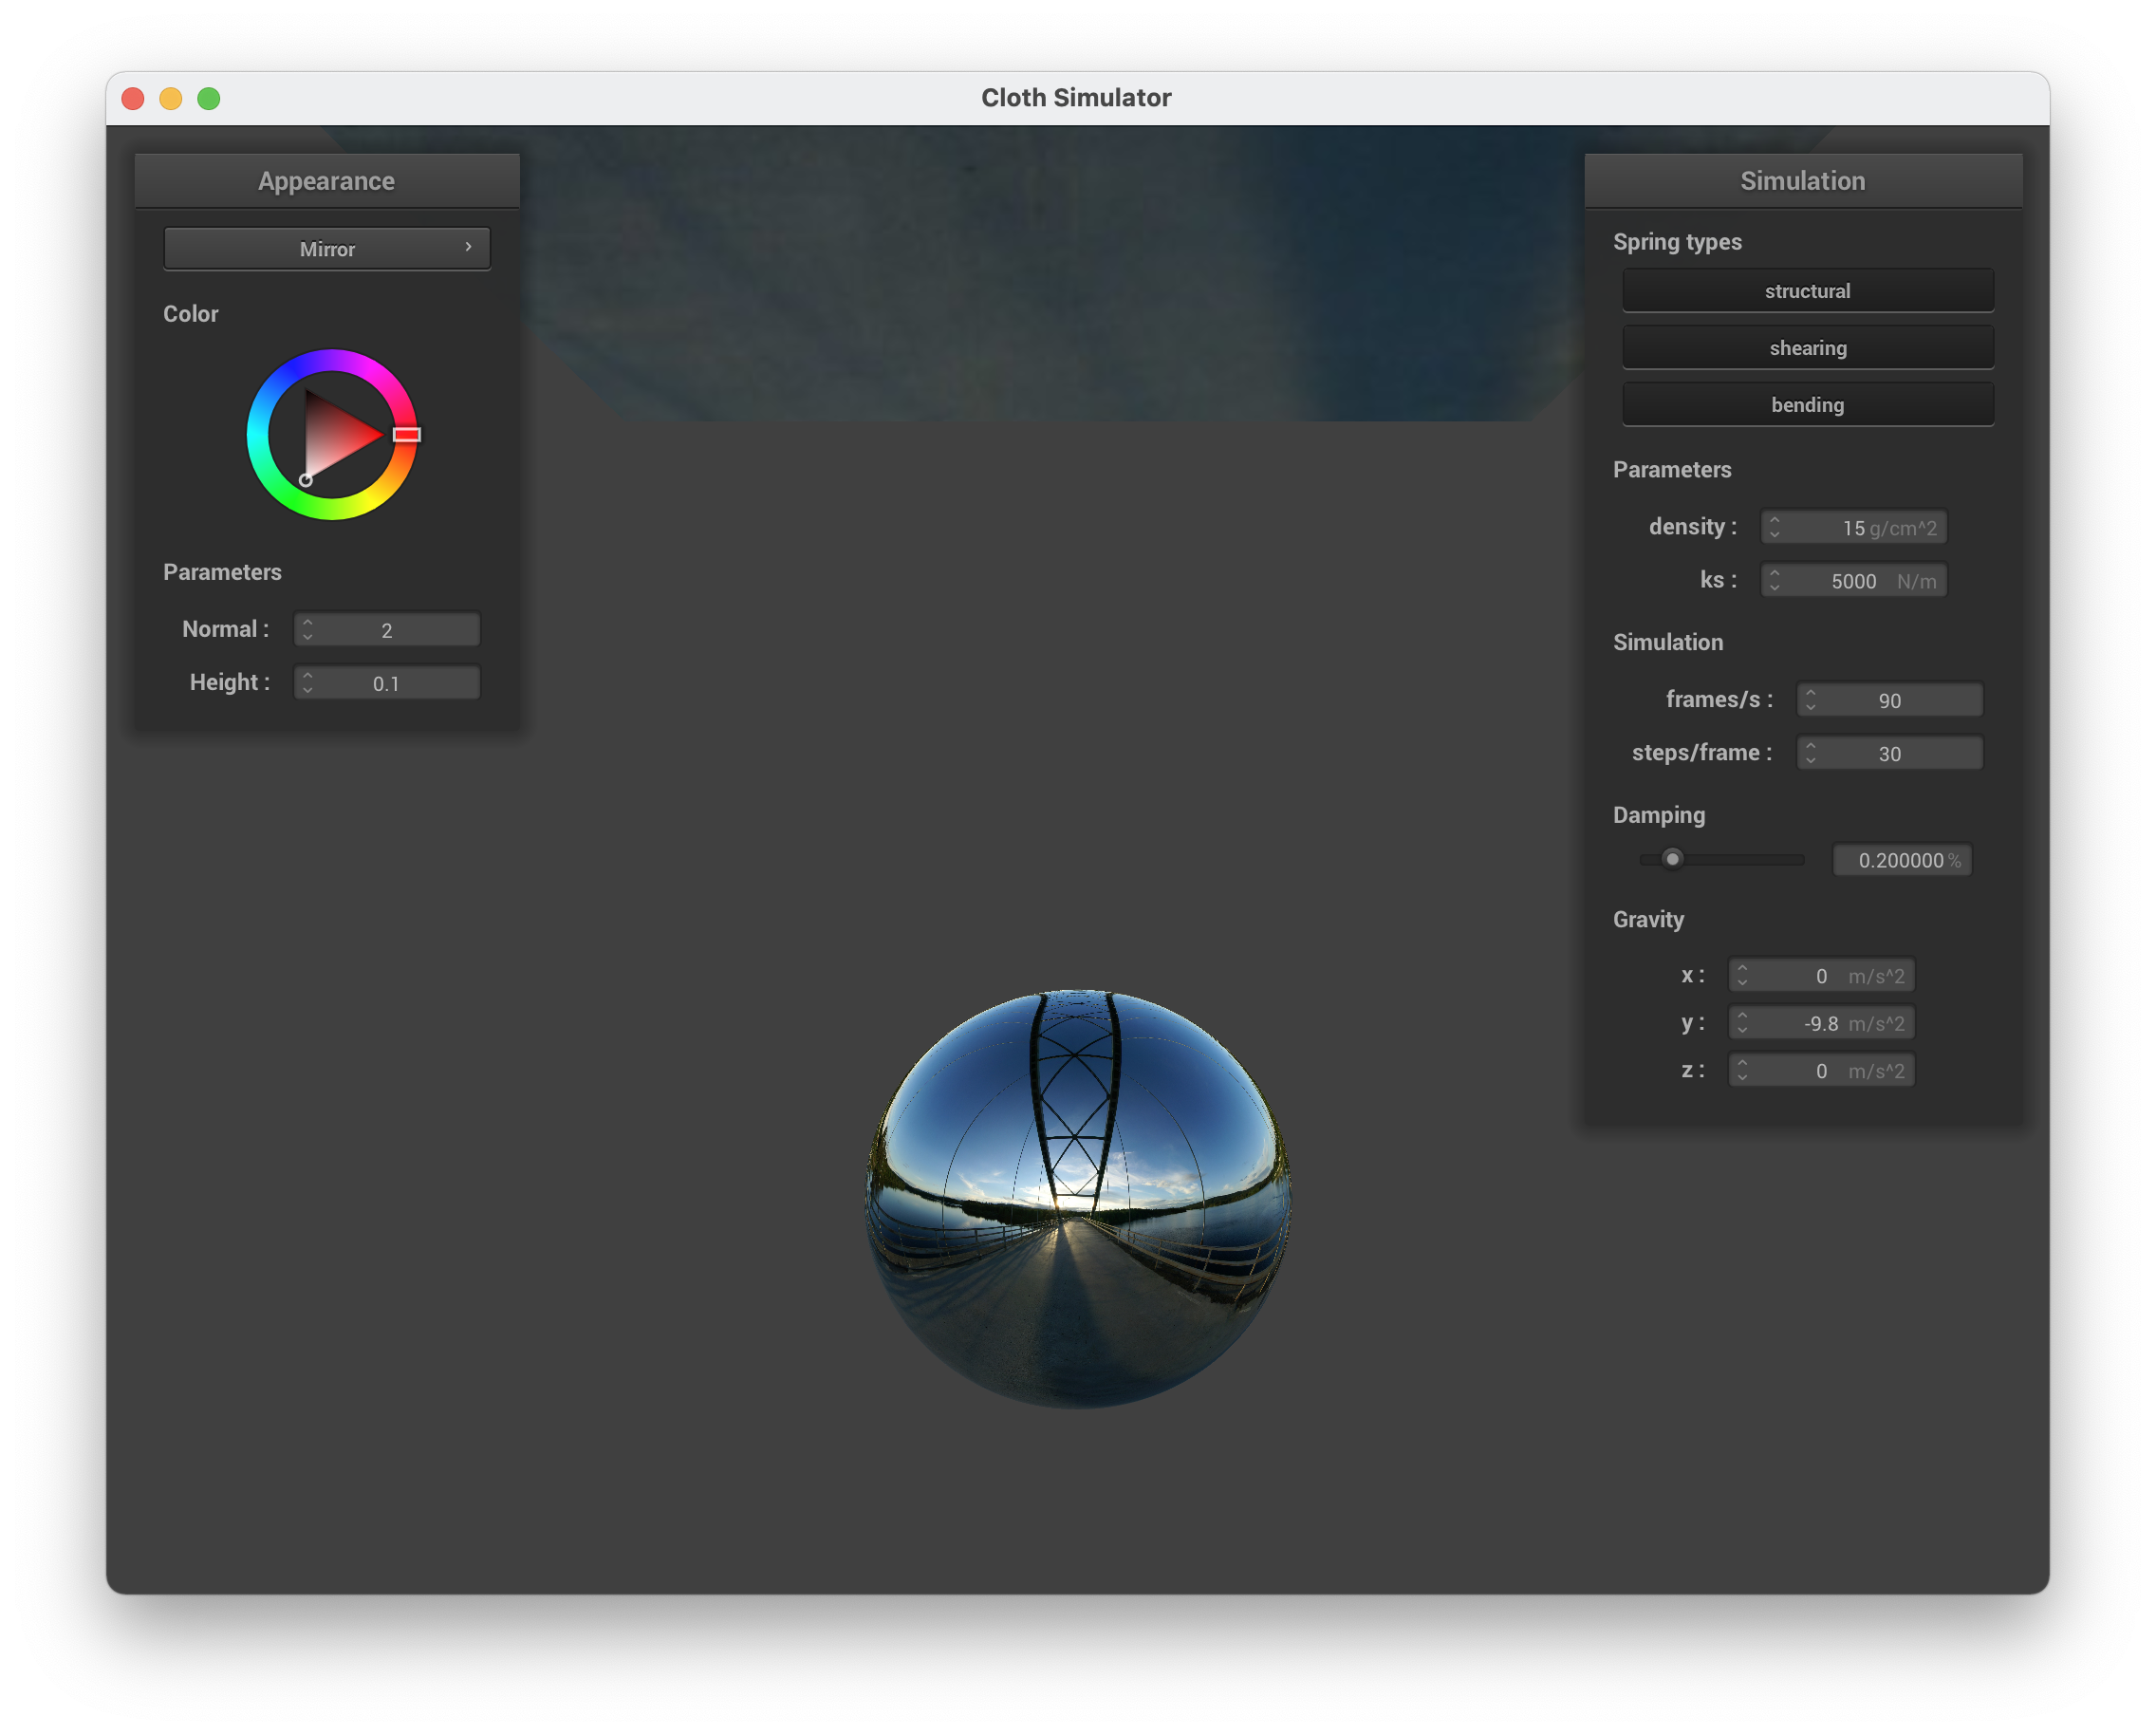 Cloth Simulator
Appearance
Mirror
Color
Parameters
Normal : 2
Height : 0.1
Simulation
Spring types
structural
shearing
bending
Parameters
density : 15 g/cm^2
ks : 5000 N/m
Simulation
frames/s : 90
steps/frame : 30
Damping
0.200000 %
Gravity
x : 0 m/s^2
y : -9.8 m/s^2
z : 0 m/s^2